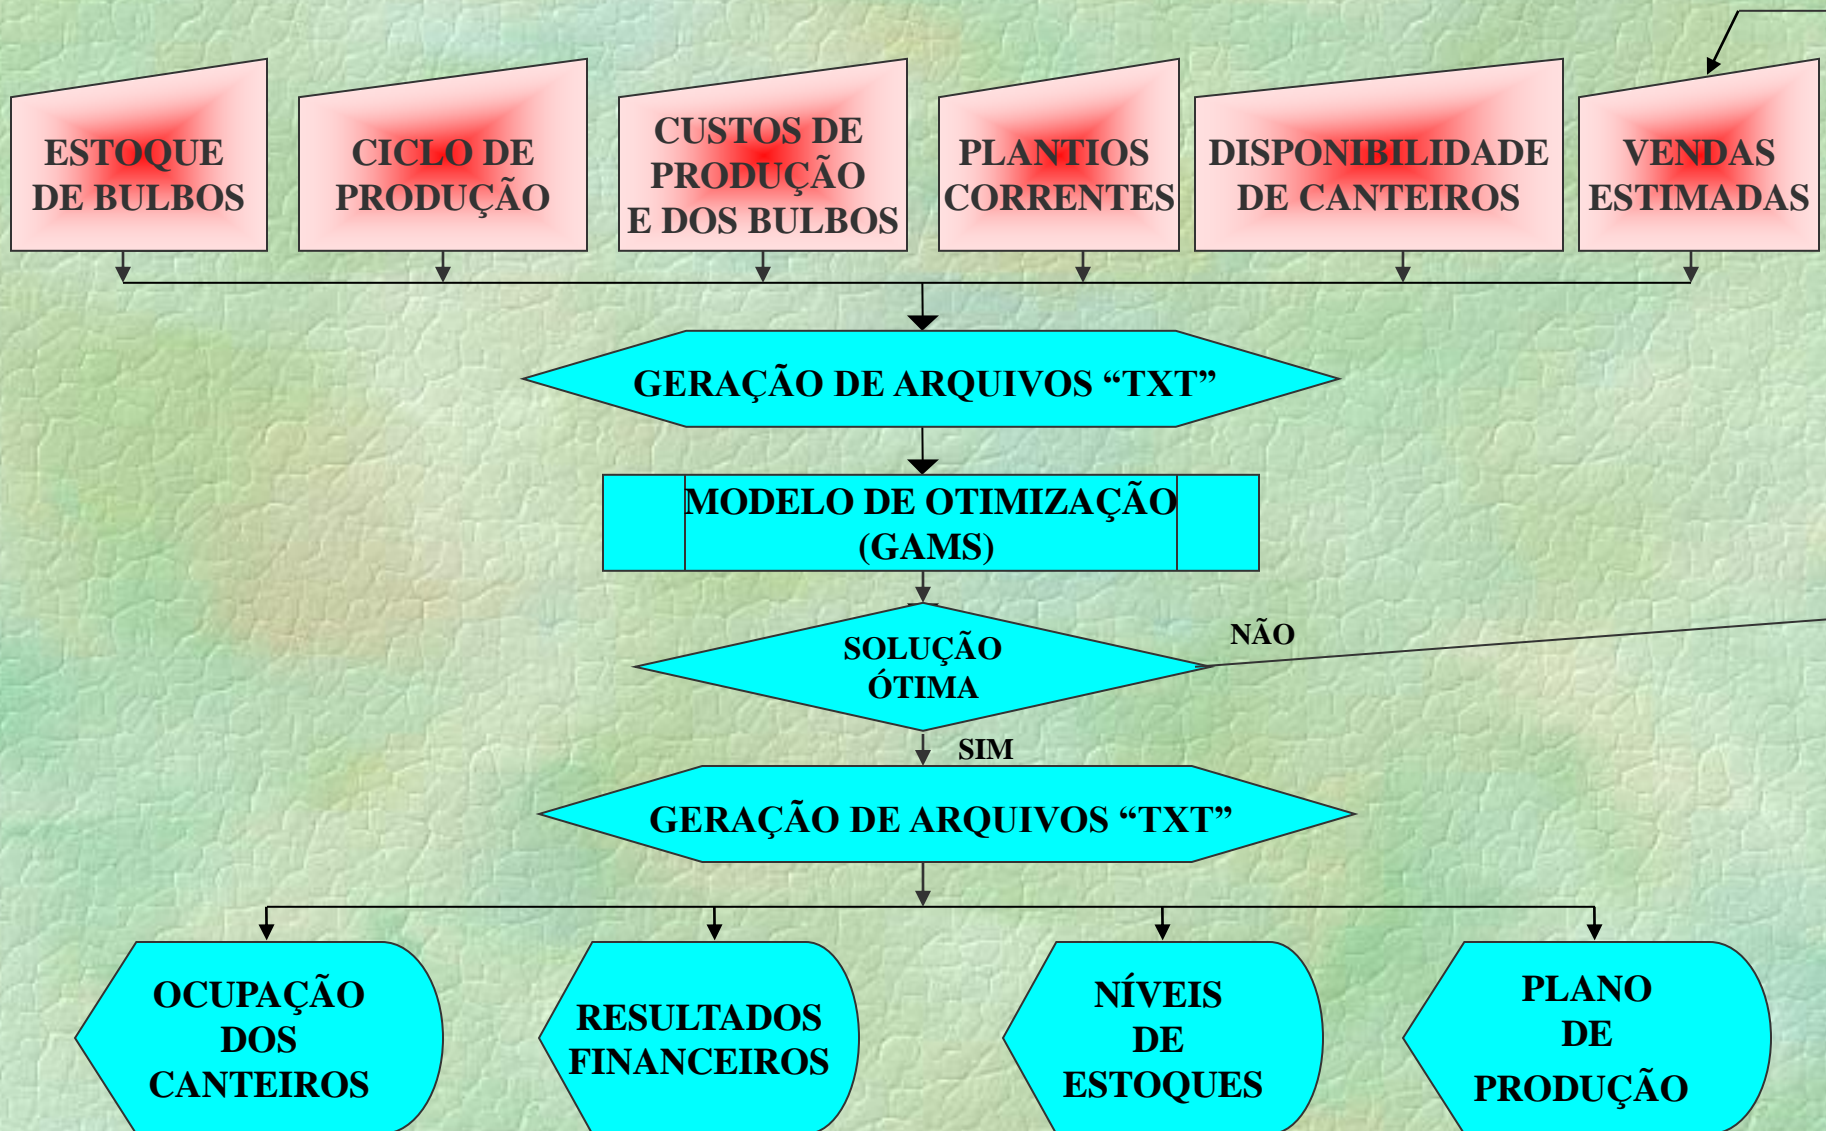 ESTOQUE
DE BULBOS
CICLO DE
PRODUÇÃO
CUSTOS DE
PRODUÇÃO
E DOS BULBOS
PLANTIOS
CORRENTES
DISPONIBILIDADE
DE CANTEIROS
VENDAS
ESTIMADAS
GERAÇÃO DE ARQUIVOS “TXT”
MODELO DE OTIMIZAÇÃO
(GAMS)
SOLUÇÃO
ÓTIMA
NÃO
SIM
GERAÇÃO DE ARQUIVOS “TXT”
OCUPAÇÃO
DOS
CANTEIROS
RESULTADOS
FINANCEIROS
NÍVEIS
DE
ESTOQUES
PLANO
DE
PRODUÇÃO